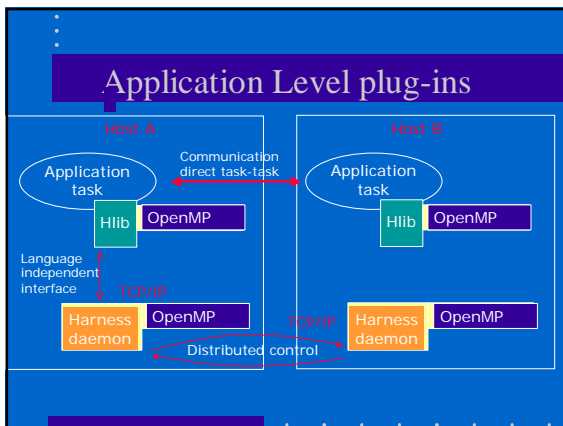 Application Level plug-ins
Host A
Host B
Communication
direct task-task
Application
task
Application
task
Hlib
OpenMP
Hlib
OpenMP
Language
independent
interface
TCP/IP
Harness
daemon
OpenMP
TCP/IP
Harness
daemon
OpenMP
Distributed control